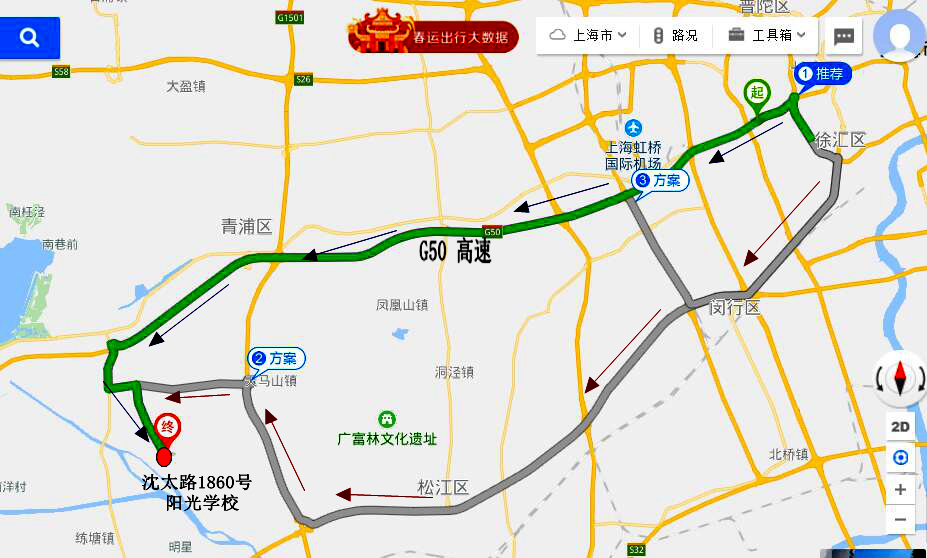 普陀区
G1501
春运出行大数据
上海市
路况
工具箱
S58
S26
大盈镇
1 推荐
起
徐汇区
上海虹桥
国际机场
3 方案
南枉泾
青浦区
南巷前
G50
G50 高速
凤凰山镇
闵行区
2 方案
马山镇
洞泾镇
终
广富林文化遗址
2D
沈太路1860号
阳光学校
松江区
北桥镇
洋村
练塘镇
明星
S32